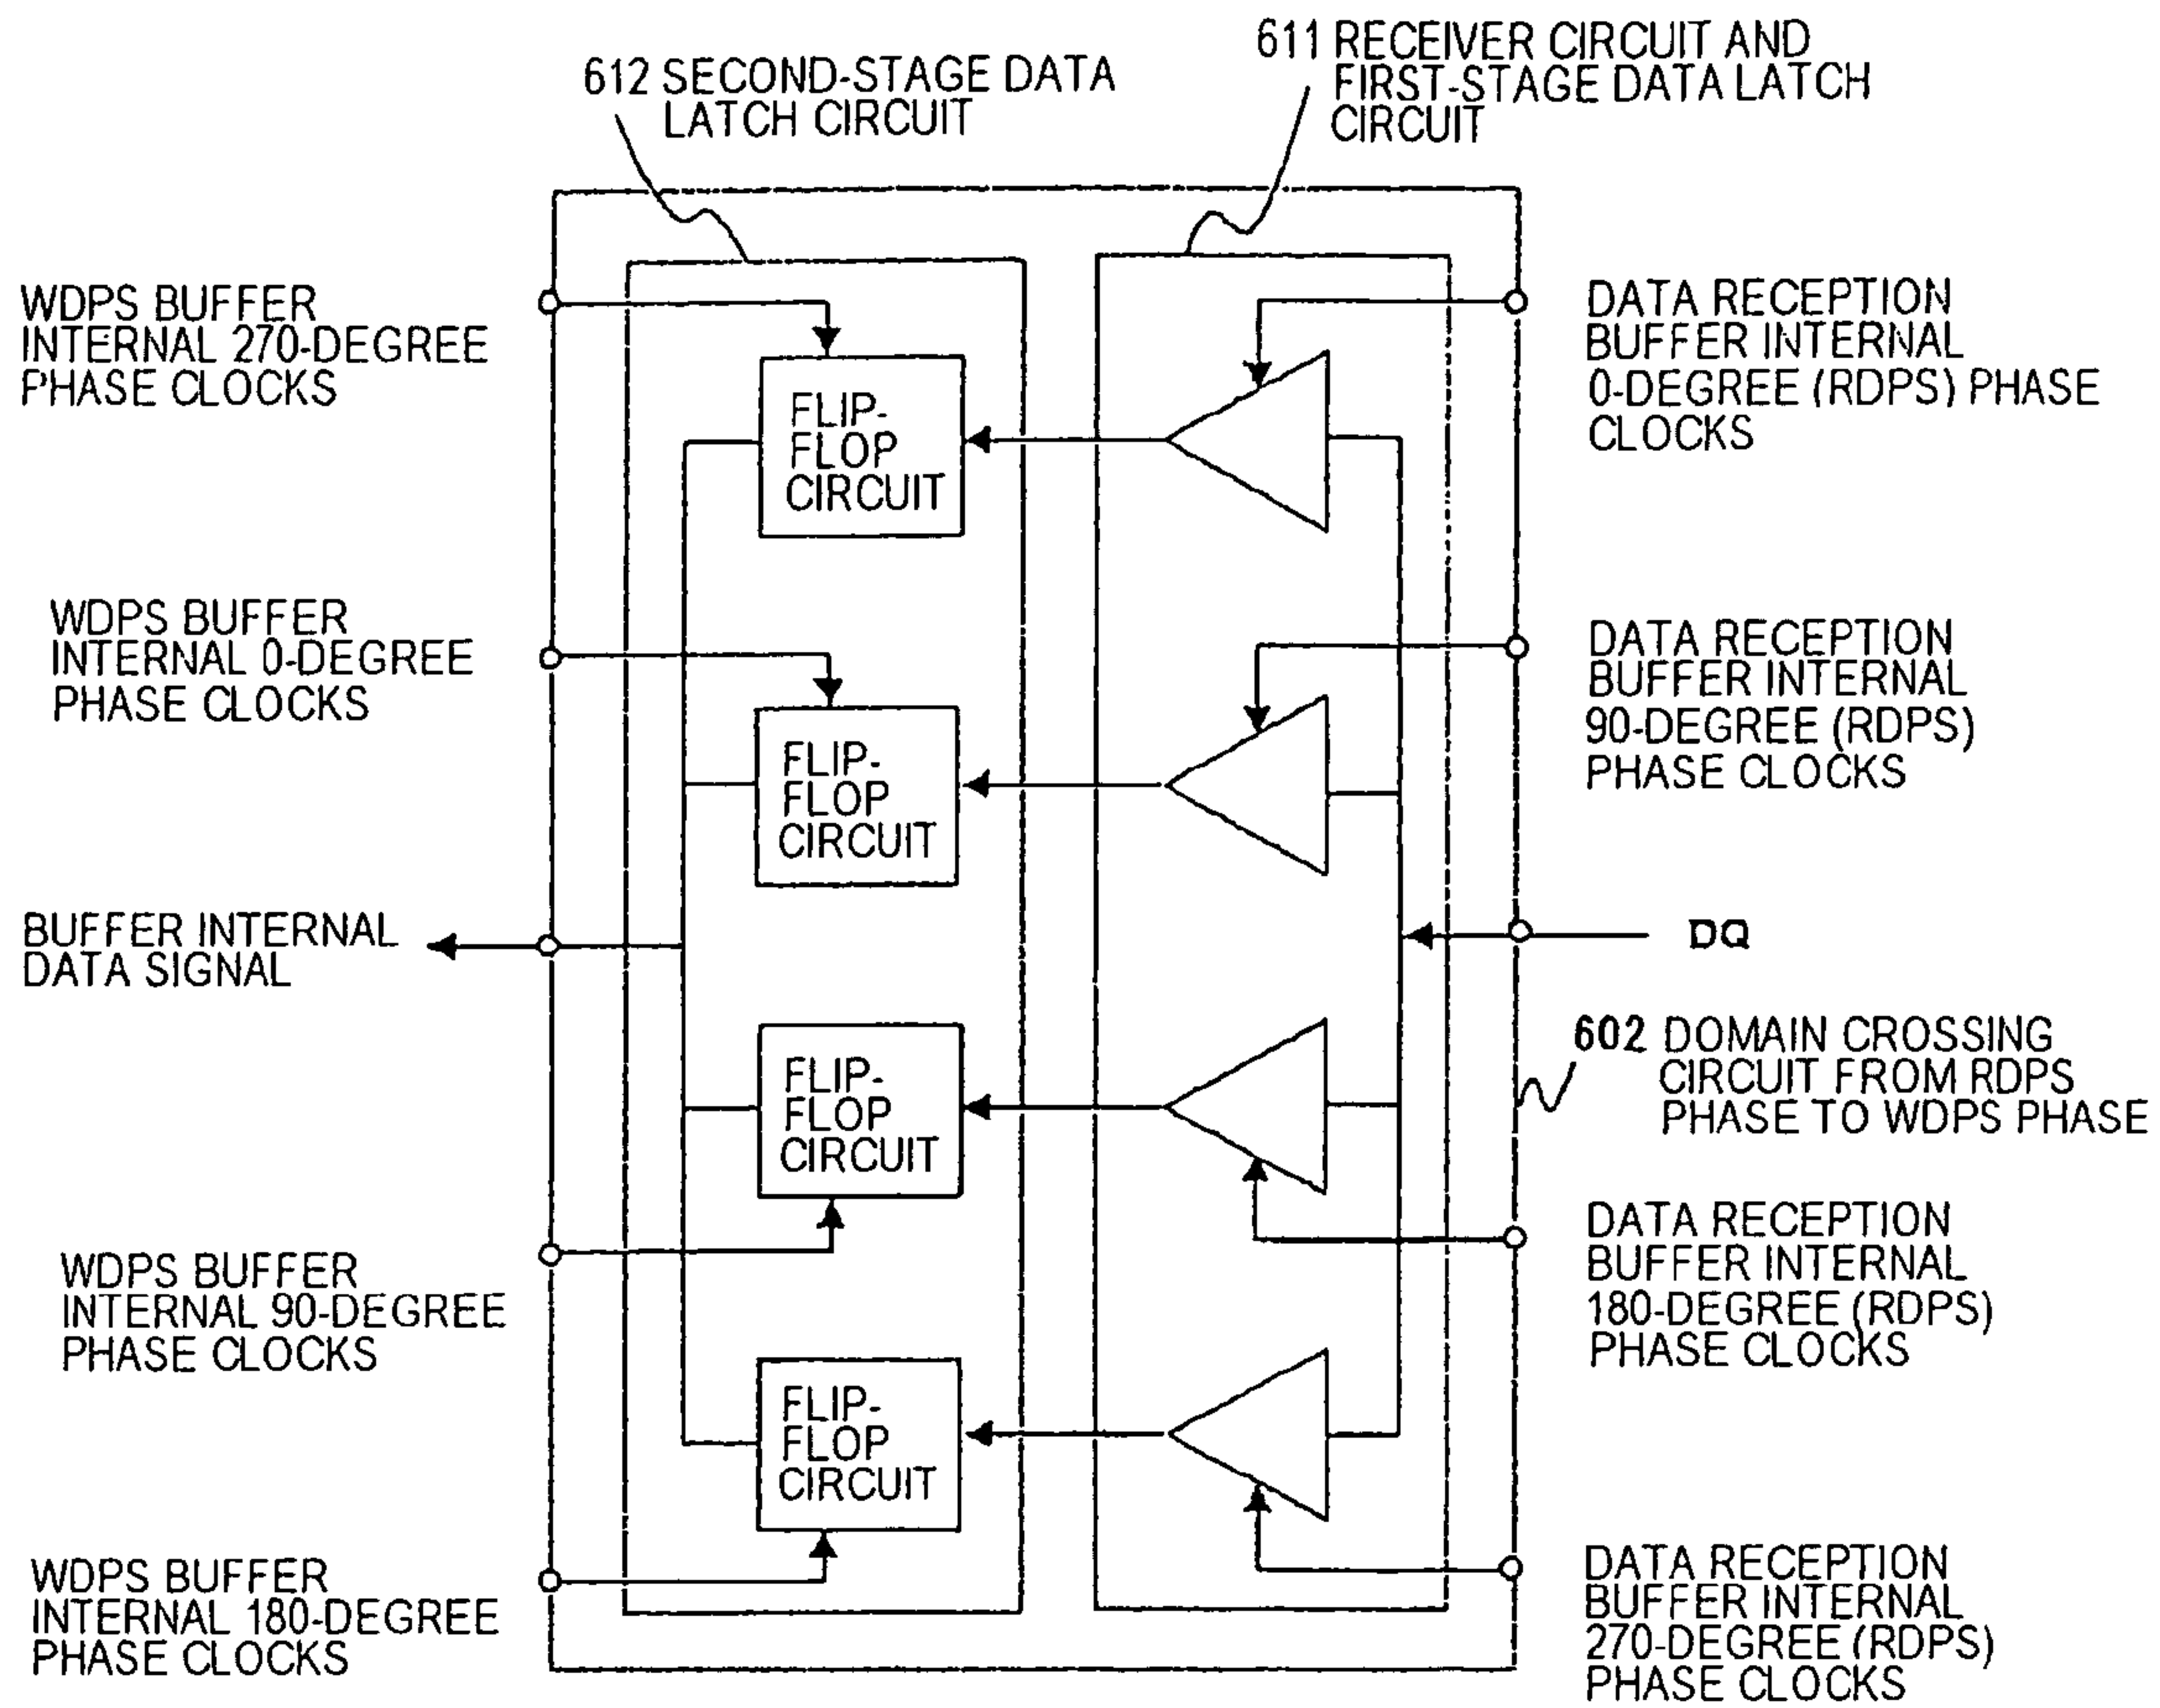 612 SECOND-STAGE DATA
LATCH CIRCUIT
611 RECEIVER CIRCUIT AND
FIRST-STAGE DATA LATCH
CIRCUIT
WDPS BUFFER
INTERNAL 270-DEGREE
PHASE CLOCKS
WDPS BUFFER
INTERNAL 0-DEGREE
PHASE CLOCKS
BUFFER INTERNAL
DATA SIGNAL
WDPS BUFFER
INTERNAL 90-DEGREE
PHASE CLOCKS
WDPS BUFFER
INTERNAL 180-DEGREE
PHASE CLOCKS
FLIP-
FLOP
CIRCUIT
FLIP-
FLOP
CIRCUIT
FLIP-
FLOP
CIRCUIT
FLIP-
FLOP
CIRCUIT
DATA RECEPTION
BUFFER INTERNAL
0-DEGREE (RDPS) PHASE
CLOCKS
DATA RECEPTION
BUFFER INTERNAL
90-DEGREE (RDPS)
PHASE CLOCKS
DQ
602 DOMAIN CROSSING
CIRCUIT FROM RDPS
PHASE TO WDPS PHASE
DATA RECEPTION
BUFFER INTERNAL
180-DEGREE (RDPS)
PHASE CLOCKS
DATA RECEPTION
BUFFER INTERNAL
270-DEGREE (RDPS)
PHASE CLOCKS